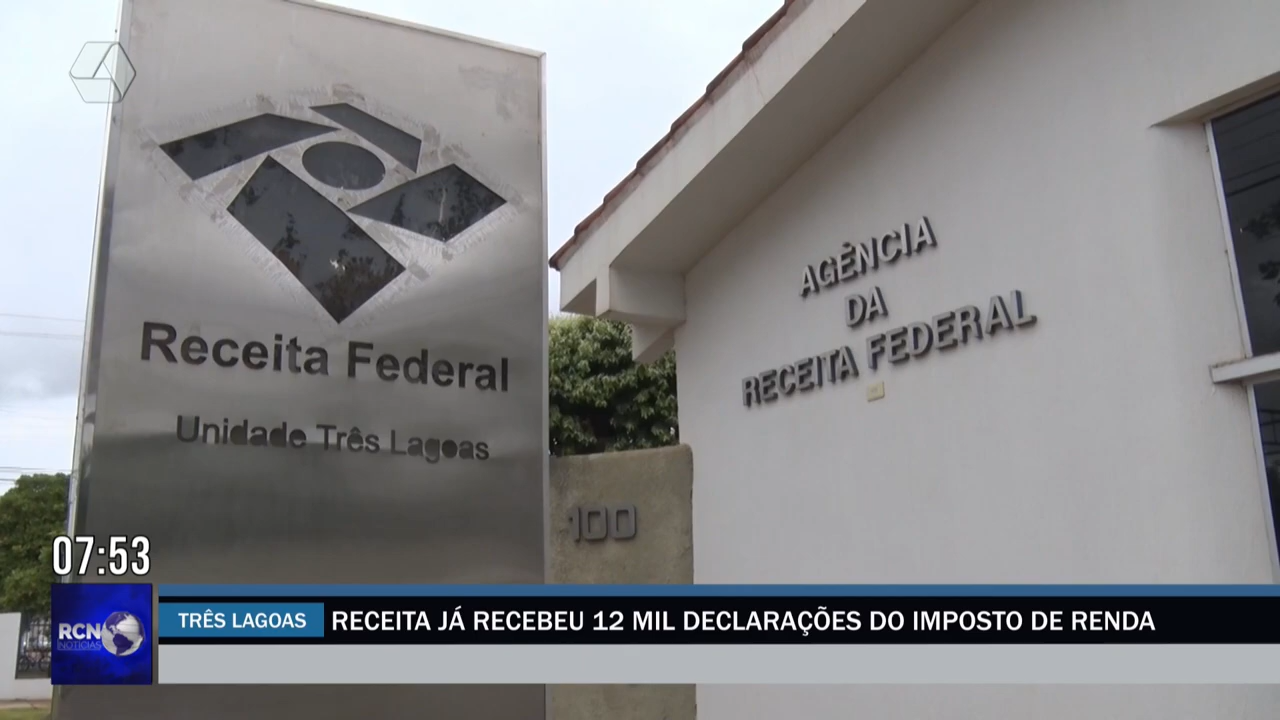 Receita Federal
Unidade Três Lagoas
AGÊNCIA
DA
RECEITA FEDERAL
100
07:53
RCN
NOTÍCIAS
TRÊS LAGOAS
RECEITA JÁ RECEBEU 12 MIL DECLARAÇÕES DO IMPOSTO DE RENDA